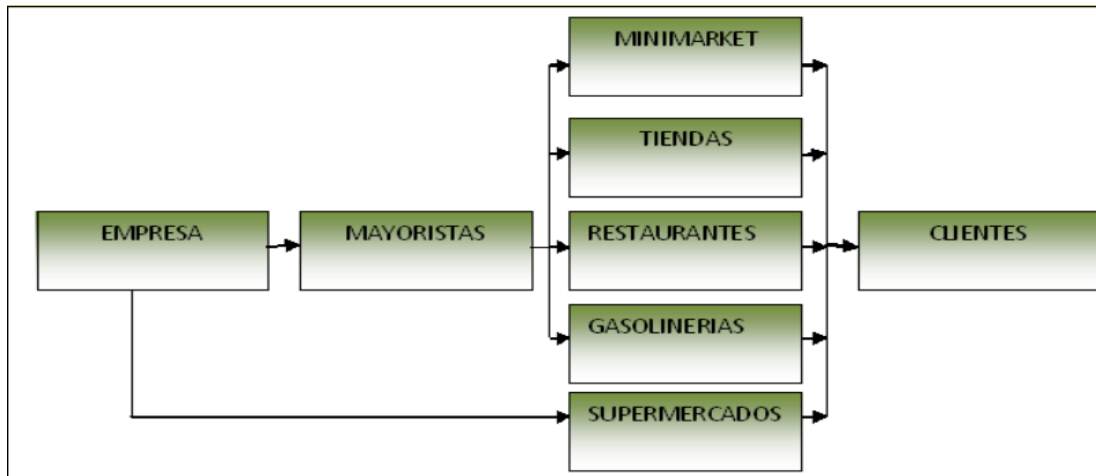 MINIMARKET
TIENDAS
EMPRESA
MAYORISTAS
RESTAURANTES
CLIENTES
GASOLINERIAS
SUPERMERCADOS